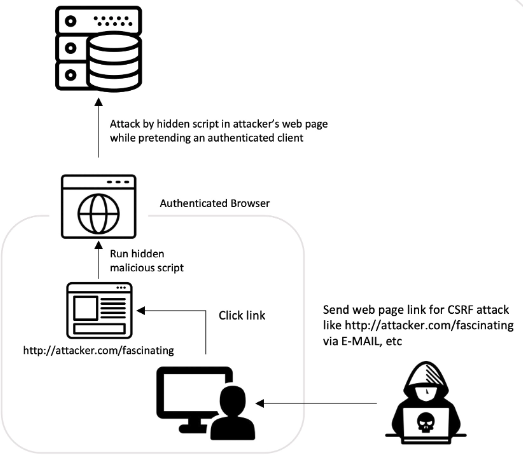 Attack by hidden script in attacker's web page
while pretending an authenticated client
Authenticated Browser
Run hidden
malicious script
Click link
http://attacker.com/fascinating
Send web page link for CSRF attack
like http://attacker.com/fascinating
via E-MAIL, etc